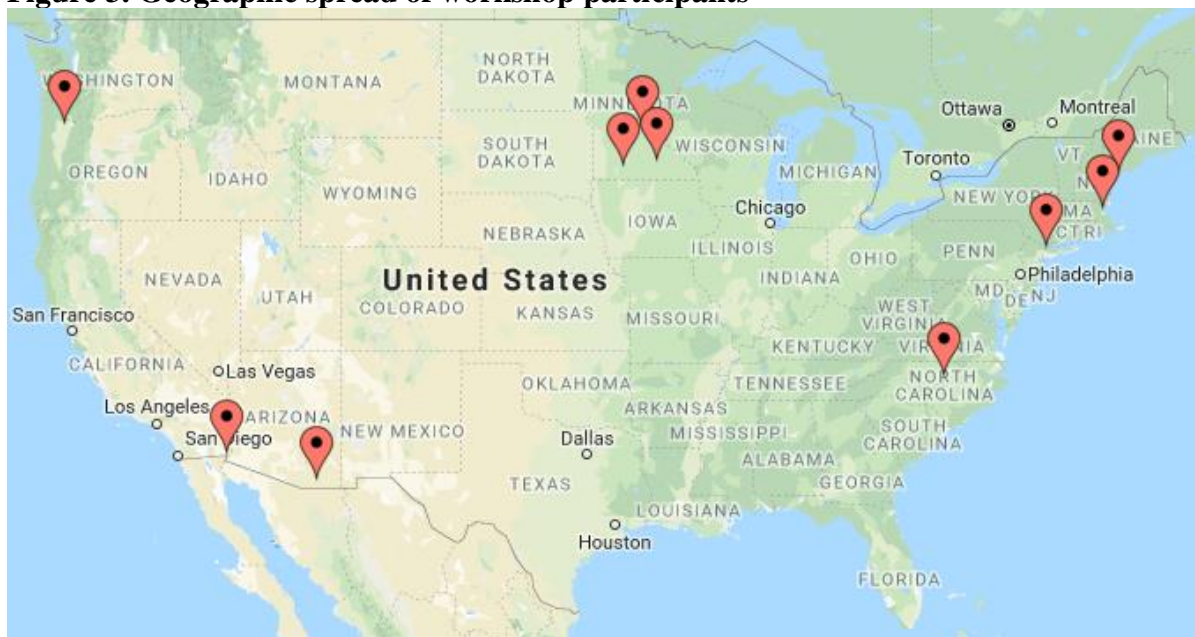 Figure Geographic spread of workshop participants
WASHINGTON
MONTANA
NORTH
DAKOTA
MINNESOTA
Ottawa
Montreal
MAINE
OREGON
IDAHO
SOUTH
DAKOTA
WISCONSIN
MICHIGAN
Toronto
VT
WYOMING
NEW YORK
N
MA
CT RI
IOWA
Chicago
NEBRASKA
ILLINOIS
INDIANA
OHIO
PENN
Philadelphia
NEVADA
UTAH
United States
COLORADO
KANSAS
MISSOURI
WEST
VIRGINIA
MD
DE
NJ
San Francisco
CALIFORNIA
KENTUCKY
VIRGINIA
Las Vegas
OKLAHOMA
TENNESSEE
NORTH
CAROLINA
Los Angeles
ARIZONA
NEW MEXICO
ARKANSAS
San Diego
Dallas
MISSISSIPPI
SOUTH
CAROLINA
ALABAMA
TEXAS
GEORGIA
LOUISIANA
Houston
FLORIDA